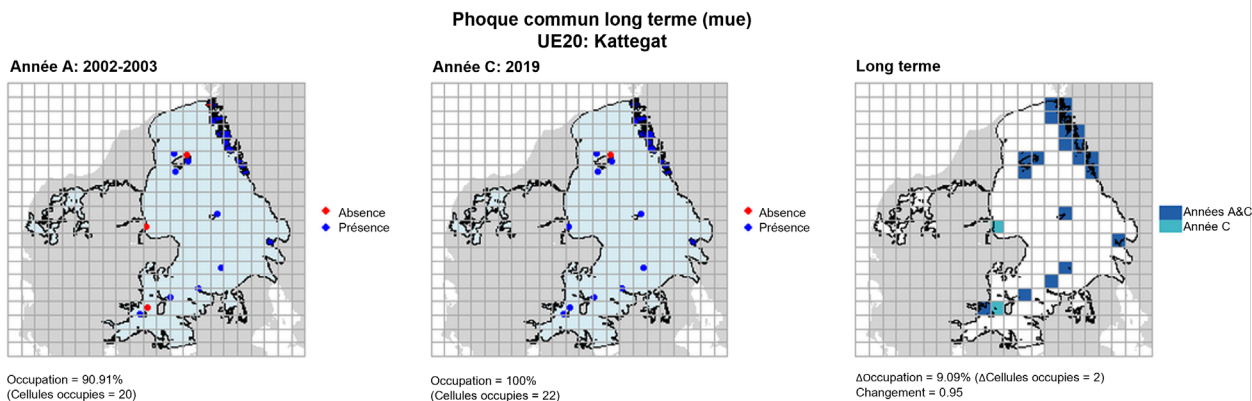 Phoque commun long terme (mue)
UE20: Kattegat
Année A: 2002-2003
Année C: 2019
Long terme
Absence
Présence
Absence
Présence
Années A&C
Année C
Occupation = 90.91%
(Cellules occupies = 20)
Occupation = 100%
(Cellules occupies = 22)
ΔOccupation = 9.09% (ΔCellules occupies = 2)
Changement = 0.95